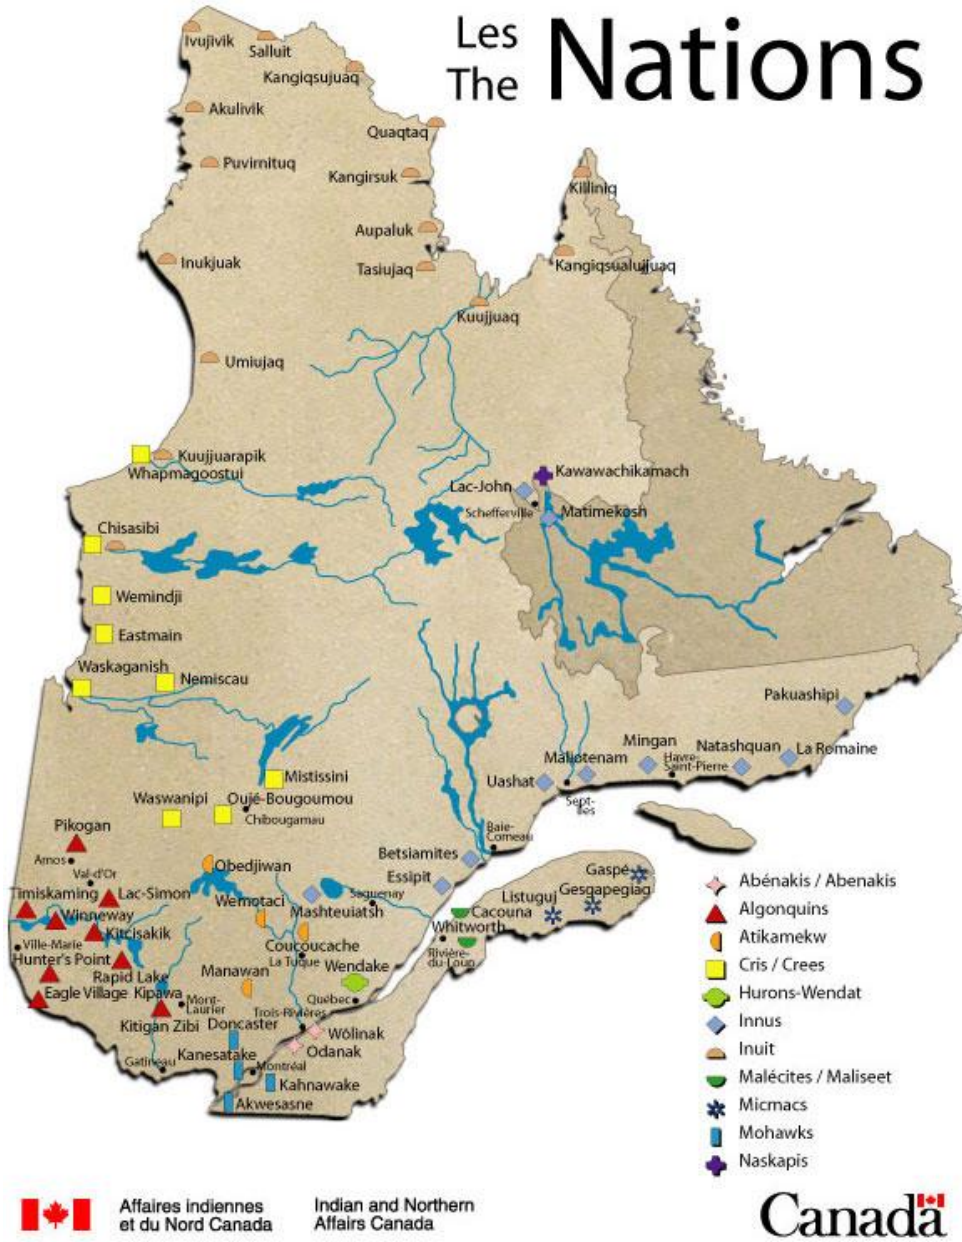 Les
The
Nations
Ivujivik
Salluit
Kangiqsujuaq
Akulivik
Quaqtaq
Puvirnituq
Kangirsuk
Killiniq
Aupaluk
Inukjuak
Tasiujaq
Kangiqsualujjuaq
Kuujjuaq
Umiujaq
Kuujjuarapik
Whapmagoostui
Kawawachikamach
Lac-John
Schefferville
Matimekosh
Chisasibi
Wemindji
Eastmain
Waskaganish
Nemiscau
Pakuashipi
Mingan
Natashquan
La Romaine
Maliotenam
Havre-
Saint-Pierre
Uashat
Sept-
Îles
Mistissini
Waswanipi
Oujé-Bougoumou
Chibougamau
Pikogan
Baie-
Comeau
Amos
Obedjiwan
Betsiamites
Val-d'Or
Essipit
Gaspé
Timiskaming
Lac-Simon
Wemotaci
Saguenay
Listuguj
Gesgapegiag
Winneway
Mashteuiatsh
Cacouna
Kitcisakik
Whitworth
Ville-Marie
Coucoucache
La Tuque
Rivière-
du-Loup
Hunter's Point
Rapid Lake
Manawan
Wendake
Eagle Village Kipawa
Mont-
Laurier
Québec
Kitigan Zibi
Doncaster
Trois-Rivières
Wôlinak
Odanak
Gatineau
Kanesatake
Montréal
Kahnawake
Akwesasne
Abénakis / Abenakis
Algonquins
Atikamekw
Cris / Crees
Hurons-Wendat
Innus
Inuit
Malécites / Maliseet
Micmacs
Mohawks
Naskapis
Affaires indiennes
et du Nord Canada
Indian and Northern
Affairs Canada
Canada